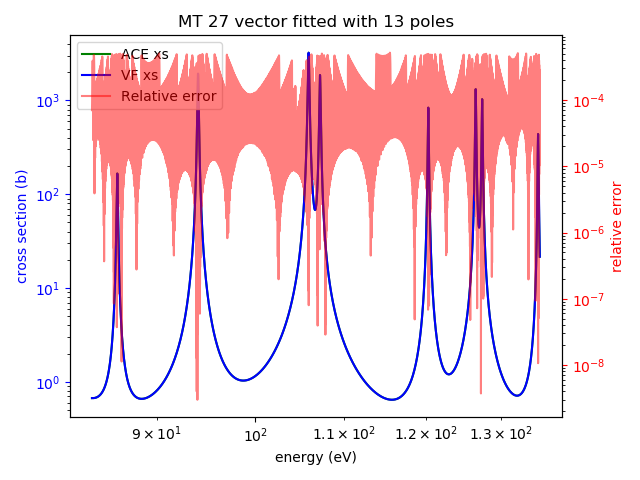 MT 27 vector fitted with 13 poles
ACE xs
VF xs
Relative error
cross section (b)
10³
10²
10¹
10⁰
relative error
10⁻⁴
10⁻⁵
10⁻⁶
10⁻⁷
10⁻⁸
9×10¹
10²
1.1×10²
1.2×10²
1.3×10²
energy (eV)